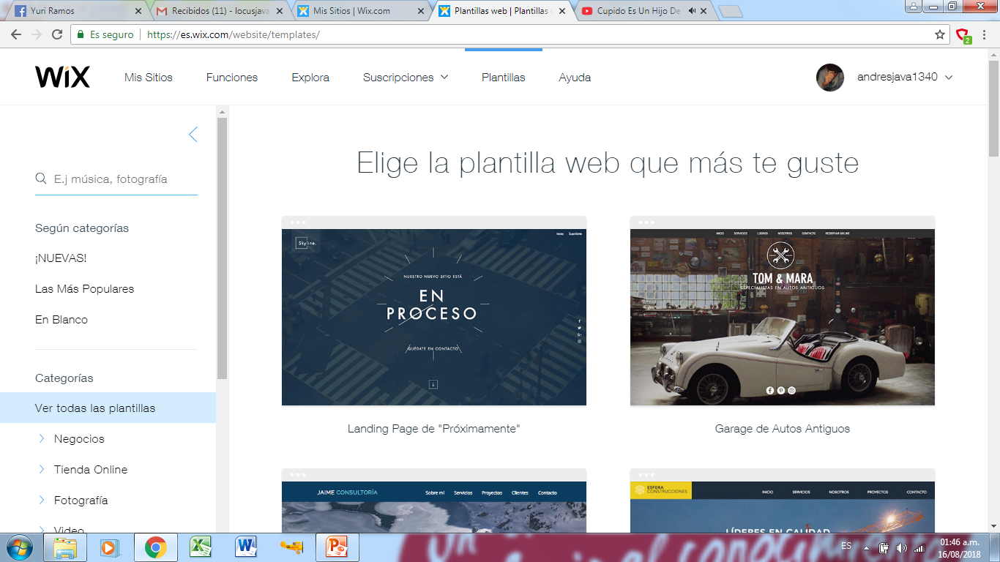 Yuri Ramos
Recibidos (11) - locusjava
Mis Sitios | Wix.com
Plantillas web | Plantillas
Cupido Es Un Hijo De
Es seguro
https://es.wix.com/website/templates/
2
WiX
Mis Sitios
Funciones
Explora
Suscripciones
Plantillas
Ayuda
andresjava1340
E.j música, fotografía
Según categorías
¡NUEVAS!
Las Más Populares
En Blanco
Categorías
Ver todas las plantillas
Negocios
Tienda Online
Fotografía
Video
Elige la plantilla web que más te guste
Skyline.
Inicio Suscríbete
NUESTRO NUEVO SITIO ESTÁ
EN
PROCESO
QUÉDATE EN CONTACTO
Landing Page de "Próximamente"
INICIO SERVICIOS LOGROS NOSOTROS CONTACTO RESERVAR ONLINE
TOM & MARA
ESPECIALISTAS EN AUTOS ANTIGUOS
Garage de Autos Antiguos
JAIME CONSULTORÍA
Sobre mí Servicios Proyectos Clientes Contacto
ESFERA
CONSTRUCCIONES
INICIO SERVICIOS NOSOTROS PROYECTOS CONTACTO
LÍDERES EN CALIDAD
ES
01:46 a.m.
16/08/2018